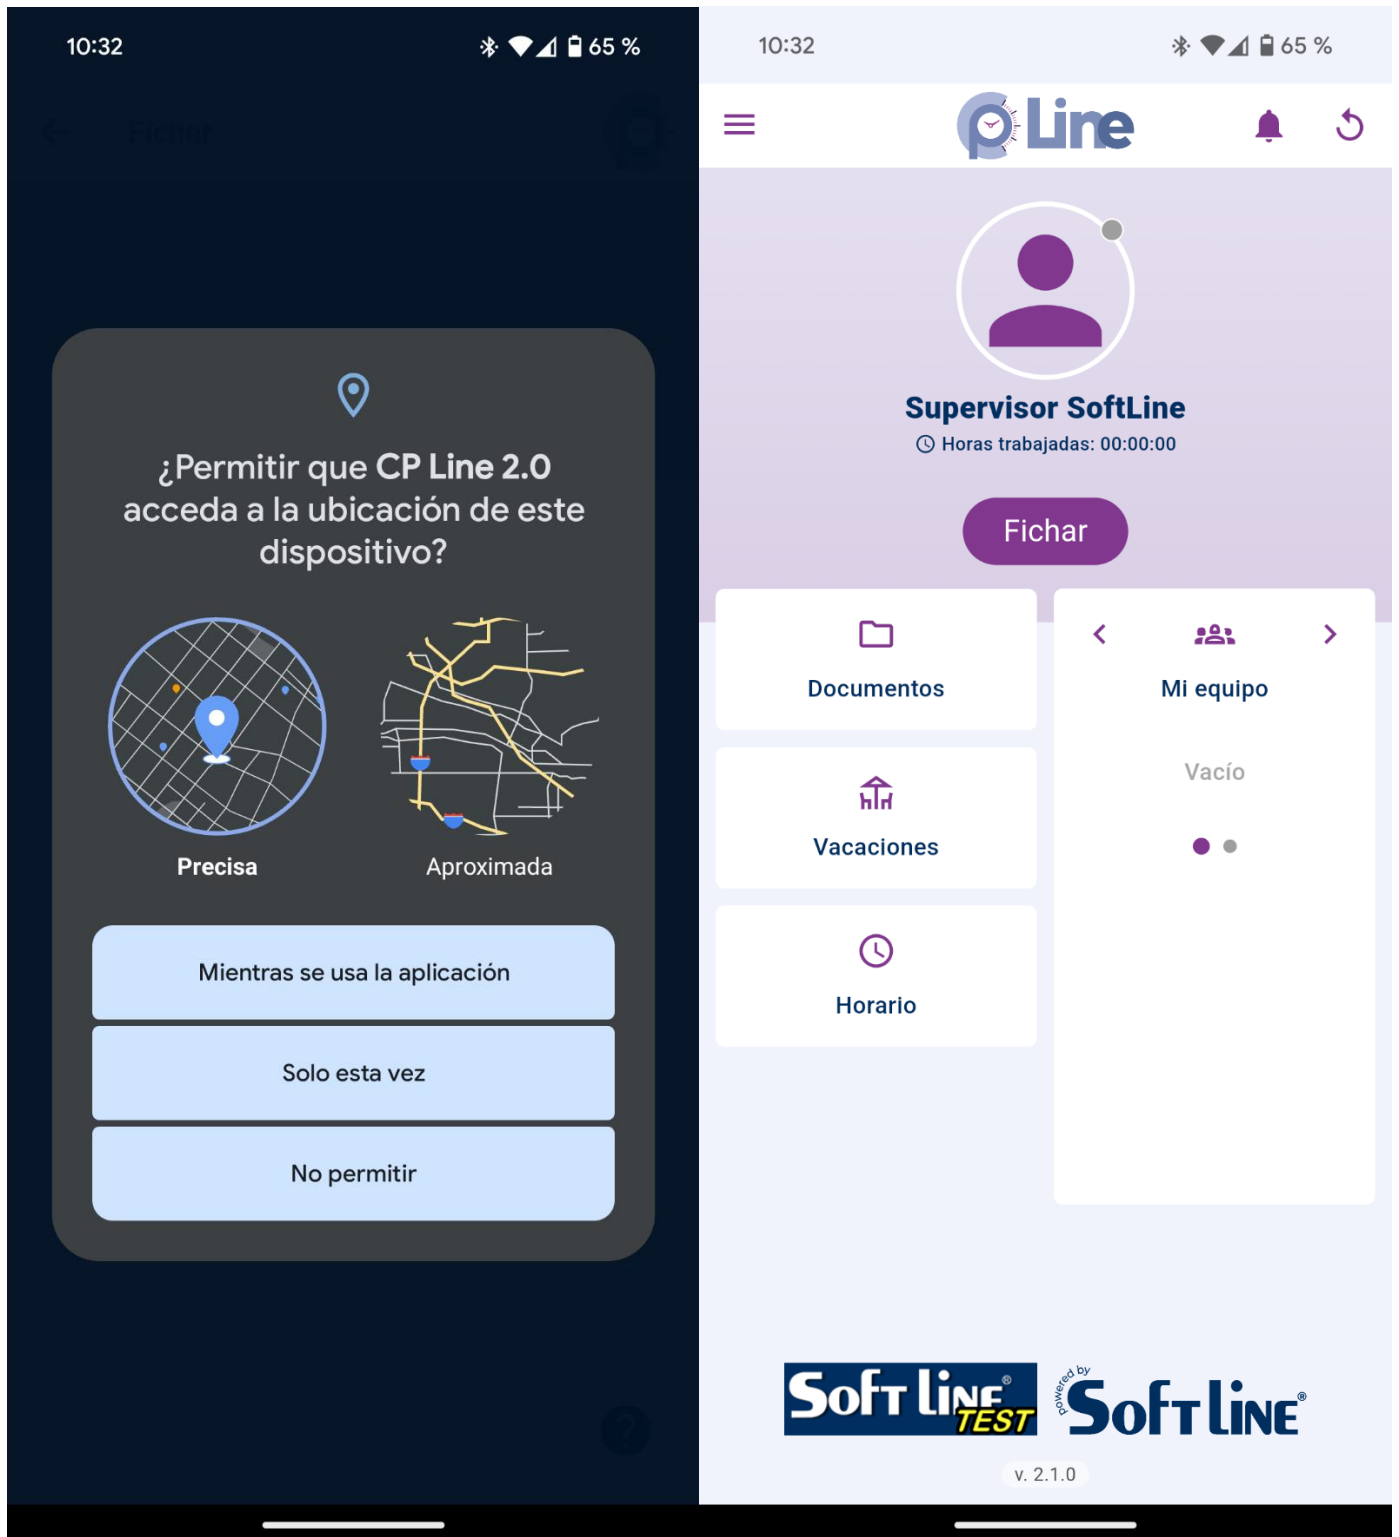 10:32
65 %
Fichar
¿Permitir que CP Line 2.0
acceda a la ubicación de este
dispositivo?
Precisa
Aproximada
Mientras se usa la aplicación
Solo esta vez
No permitir
?
10:32
65 %
CP Line
Supervisor SoftLine
Horas trabajadas: 00:00:00
Fichar
Documentos
Mi equipo
Vacío
Vacaciones
Horario
SOFT LINE®
TEST
powered by
SOFT LINE®
v. 2.1.0